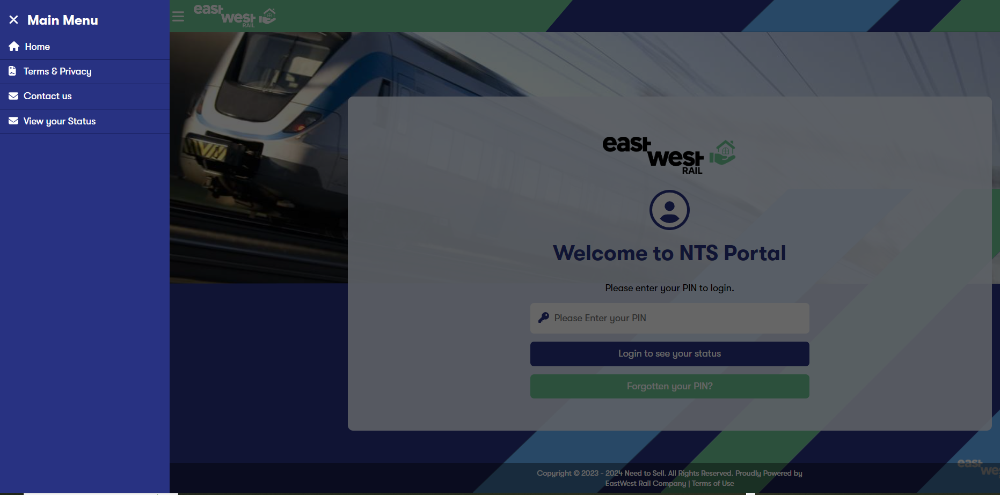 Main Menu
Home
Terms & Privacy
Contact us
View your Status
east
west
RAIL
east
west
RAIL
Welcome to NTS Portal
Please enter your PIN to login.
Please Enter your PIN
Login to see your status
Forgotten your PIN?
Copyright © 2023 - 2024 Need to Sell. All Rights Reserved. Proudly Powered by
EastWest Rail Company | Terms of Use
east
we